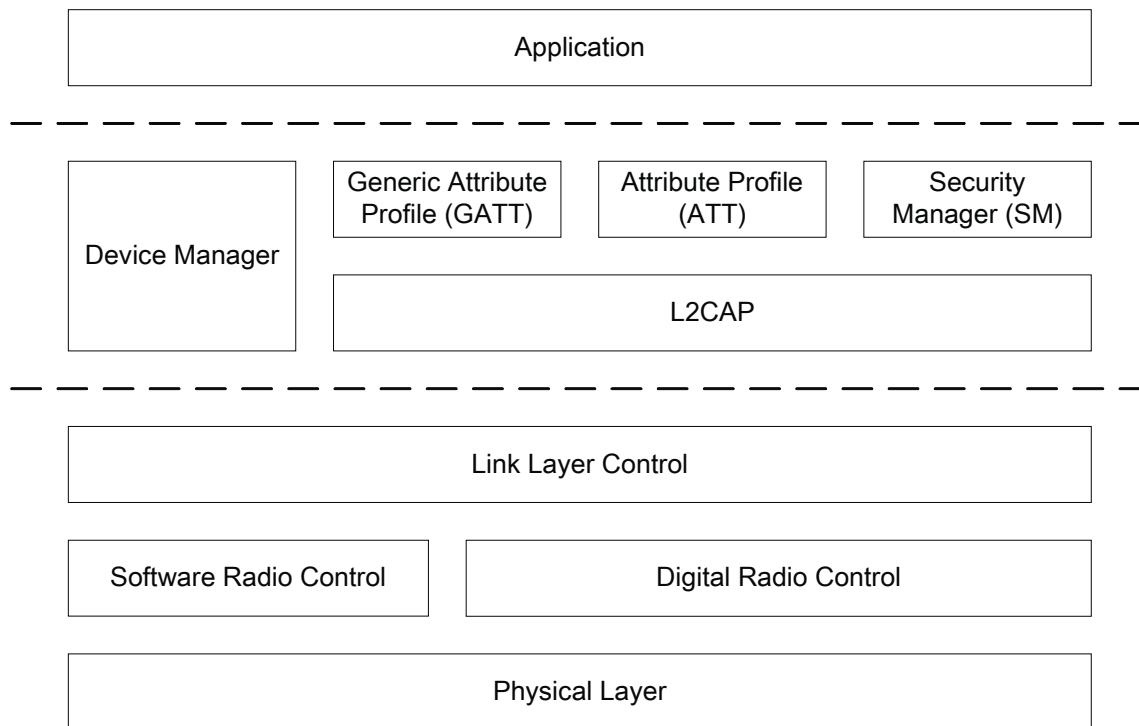 Application
Device Manager
Generic Attribute
Profile (GATT)
Attribute Profile
(ATT)
Security
Manager (SM)
L2CAP
Link Layer Control
Software Radio Control
Digital Radio Control
Physical Layer